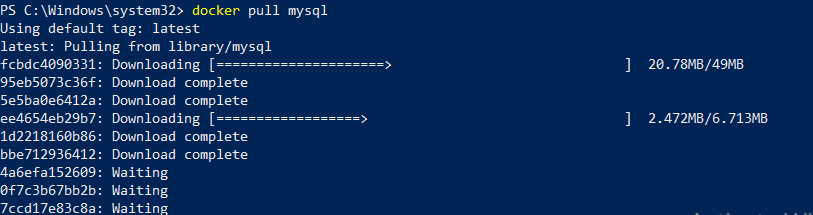 PS C:\Windows\system32> docker pull mysql
Using default tag: latest
latest: Pulling from library/mysql
fcbdc4090331: Downloading [=====================>                             ]  20.78MB/49MB
95eb5073c36f: Download complete
5e5ba0e6412a: Download complete
ee4654eb29b7: Downloading [==================>                                ]  2.472MB/6.713MB
1d2218160b86: Download complete
bbe712936412: Download complete
4a6efa152609: Waiting
0f7c3b67bb2b: Waiting
7ccd17e83c8a: Waiting